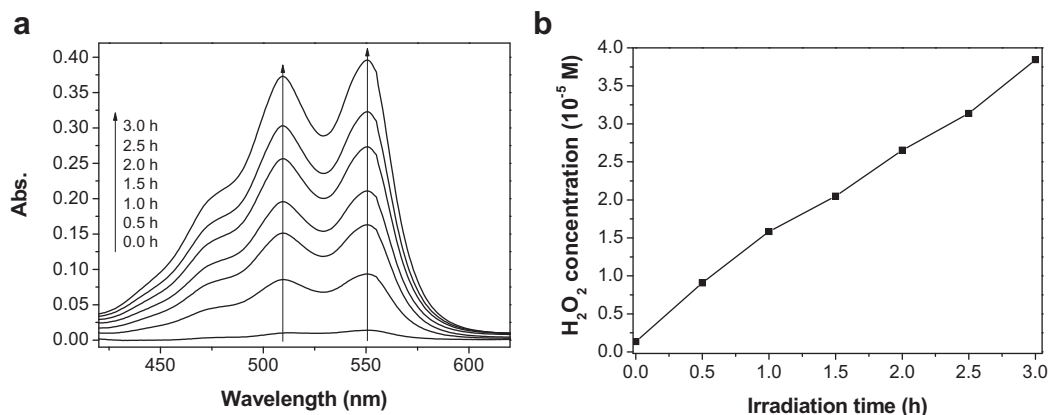 a
Abs.
0.40
0.35
0.30
0.25
0.20
0.15
0.10
0.05
0.00
3.0 h
2.5 h
2.0 h
1.5 h
1.0 h
0.5 h
0.0 h
450 500 550 600
Wavelength (nm)
b
H₂O₂ concentration (10⁻⁵ M)
4.0
3.5
3.0
2.5
2.0
1.5
1.0
0.5
0.0
0.0 0.5 1.0 1.5 2.0 2.5 3.0
Irradiation time (h)